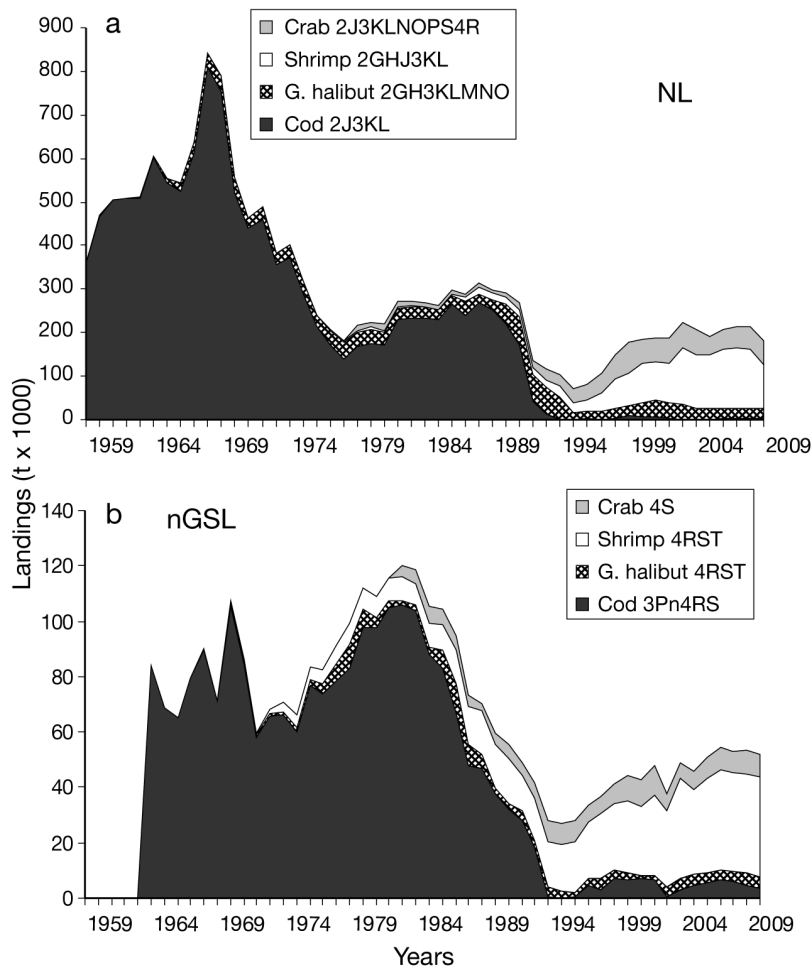 a
Crab 2J3KLNOPS4R
Shrimp 2GHJ3KL
G. halibut 2GH3KLMNO
Cod 2J3KL
NL
900
800
700
600
500
400
300
200
100
0
1959 1964 1969 1974 1979 1984 1989 1994 1999 2004 2009
Landings (t x 1000)
b
nGSL
Crab 4S
Shrimp 4RST
G. halibut 4RST
Cod 3Pn4RS
140
120
100
80
60
40
20
0
1959 1964 1969 1974 1979 1984 1989 1994 1999 2004 2009
Years